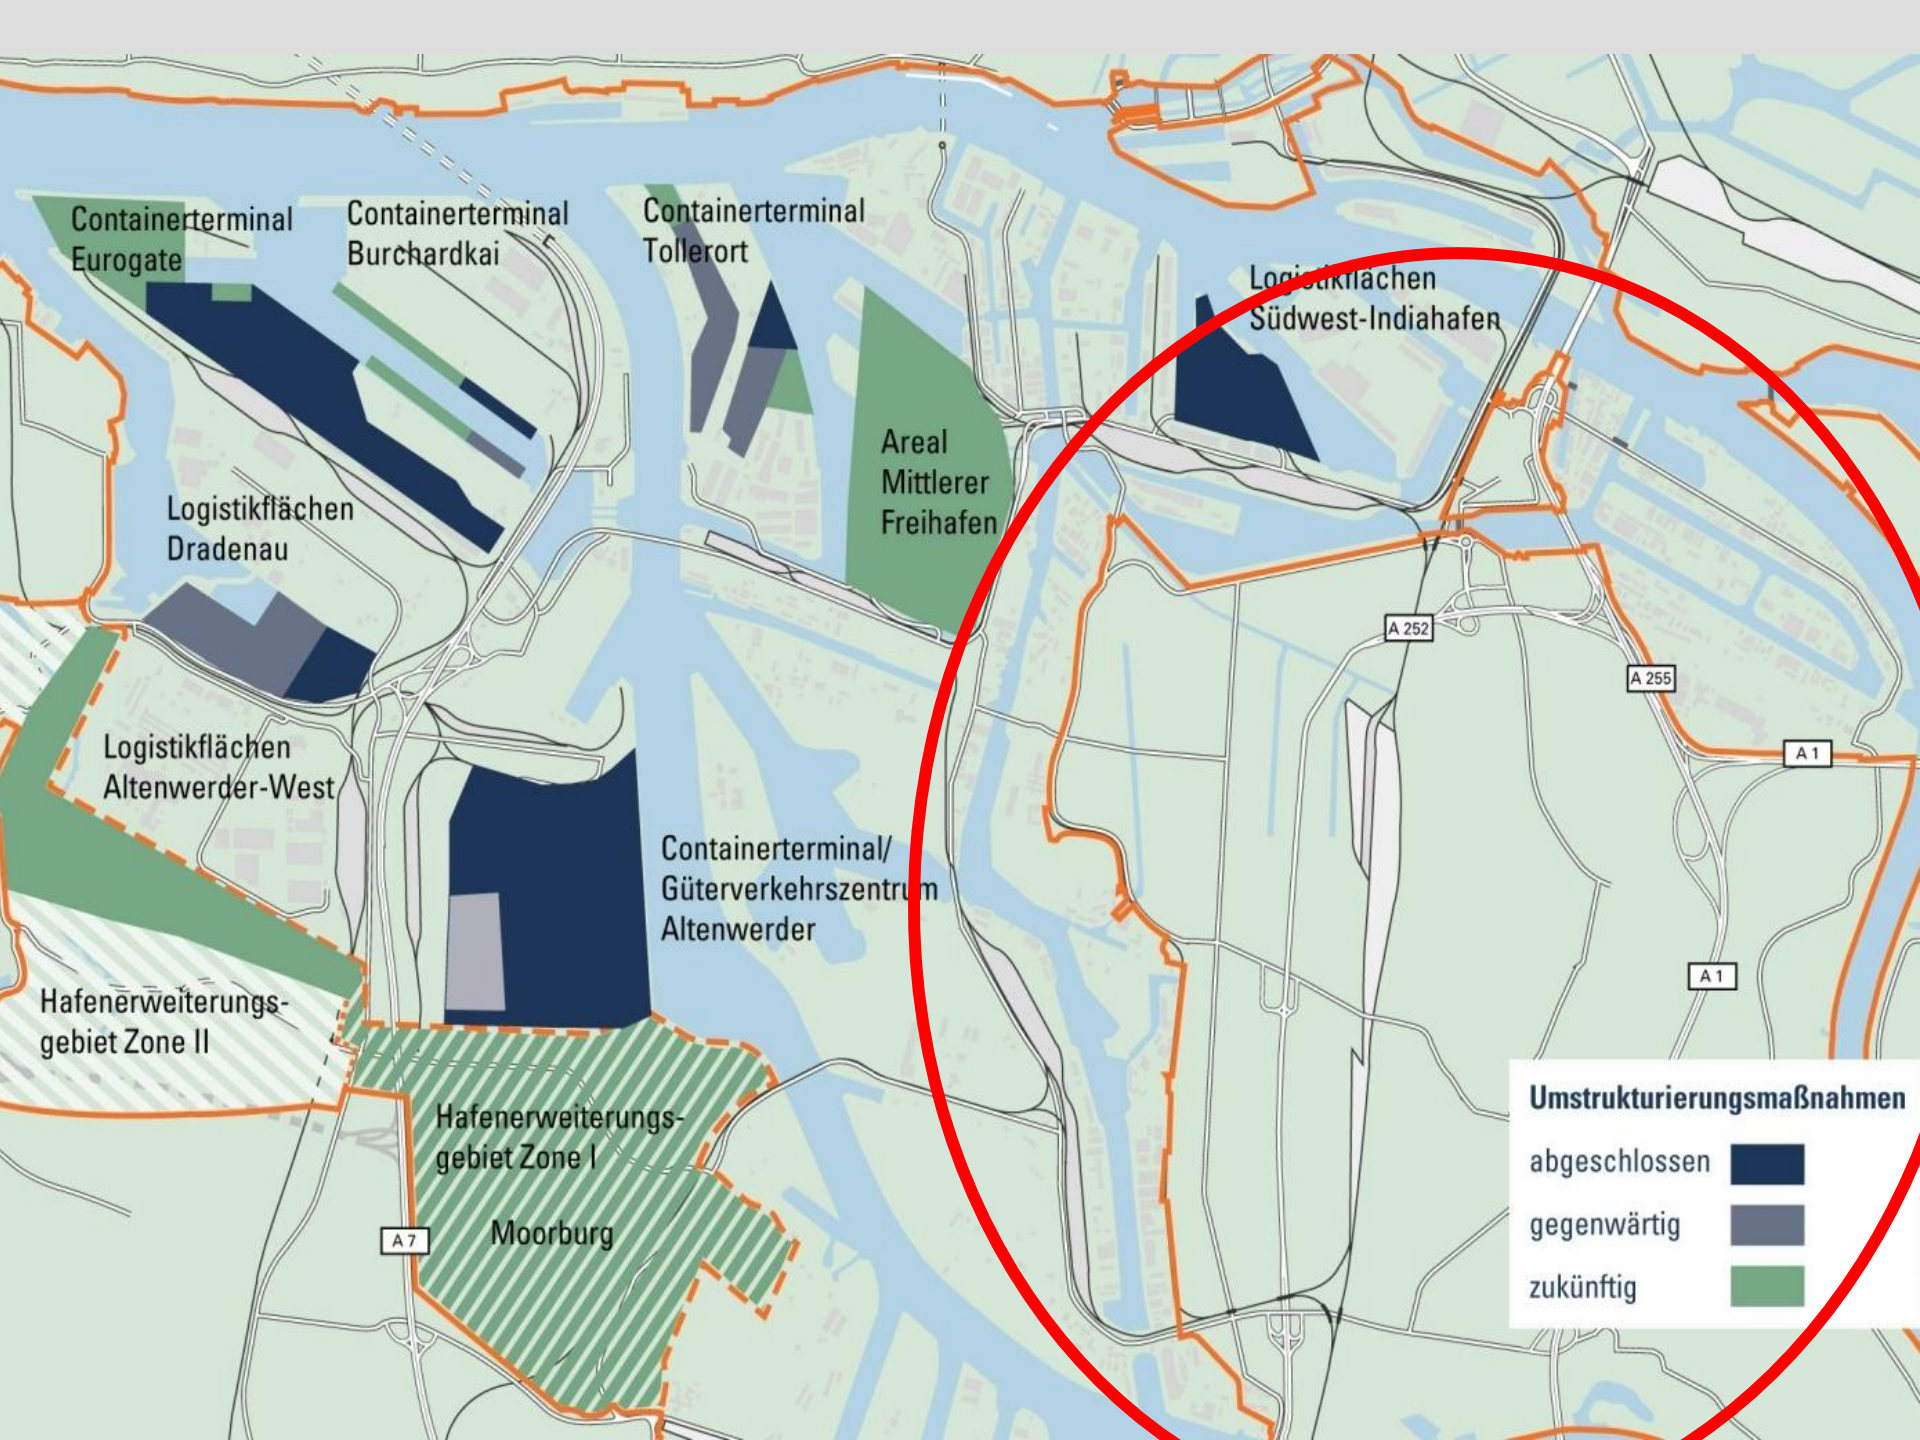 Containerterminal
Eurogate
Containerterminal
Burchardkai
Containerterminal
Tollerort
Logistikflächen
Südwest-Indiahafen
Areal
Mittlerer
Freihafen
Logistikflächen
Dradenau
A 252
A 255
Logistikflächen
Altenwerder-West
A 1
Containerterminal/
Güterverkehrszentrum
Altenwerder
A 1
Hafenerweiterungs-
gebiet Zone II
Hafenerweiterungs-
gebiet Zone I
Moorburg
A 7
Umstrukturierungsmaßnahmen
abgeschlossen
gegenwärtig
zukünftig